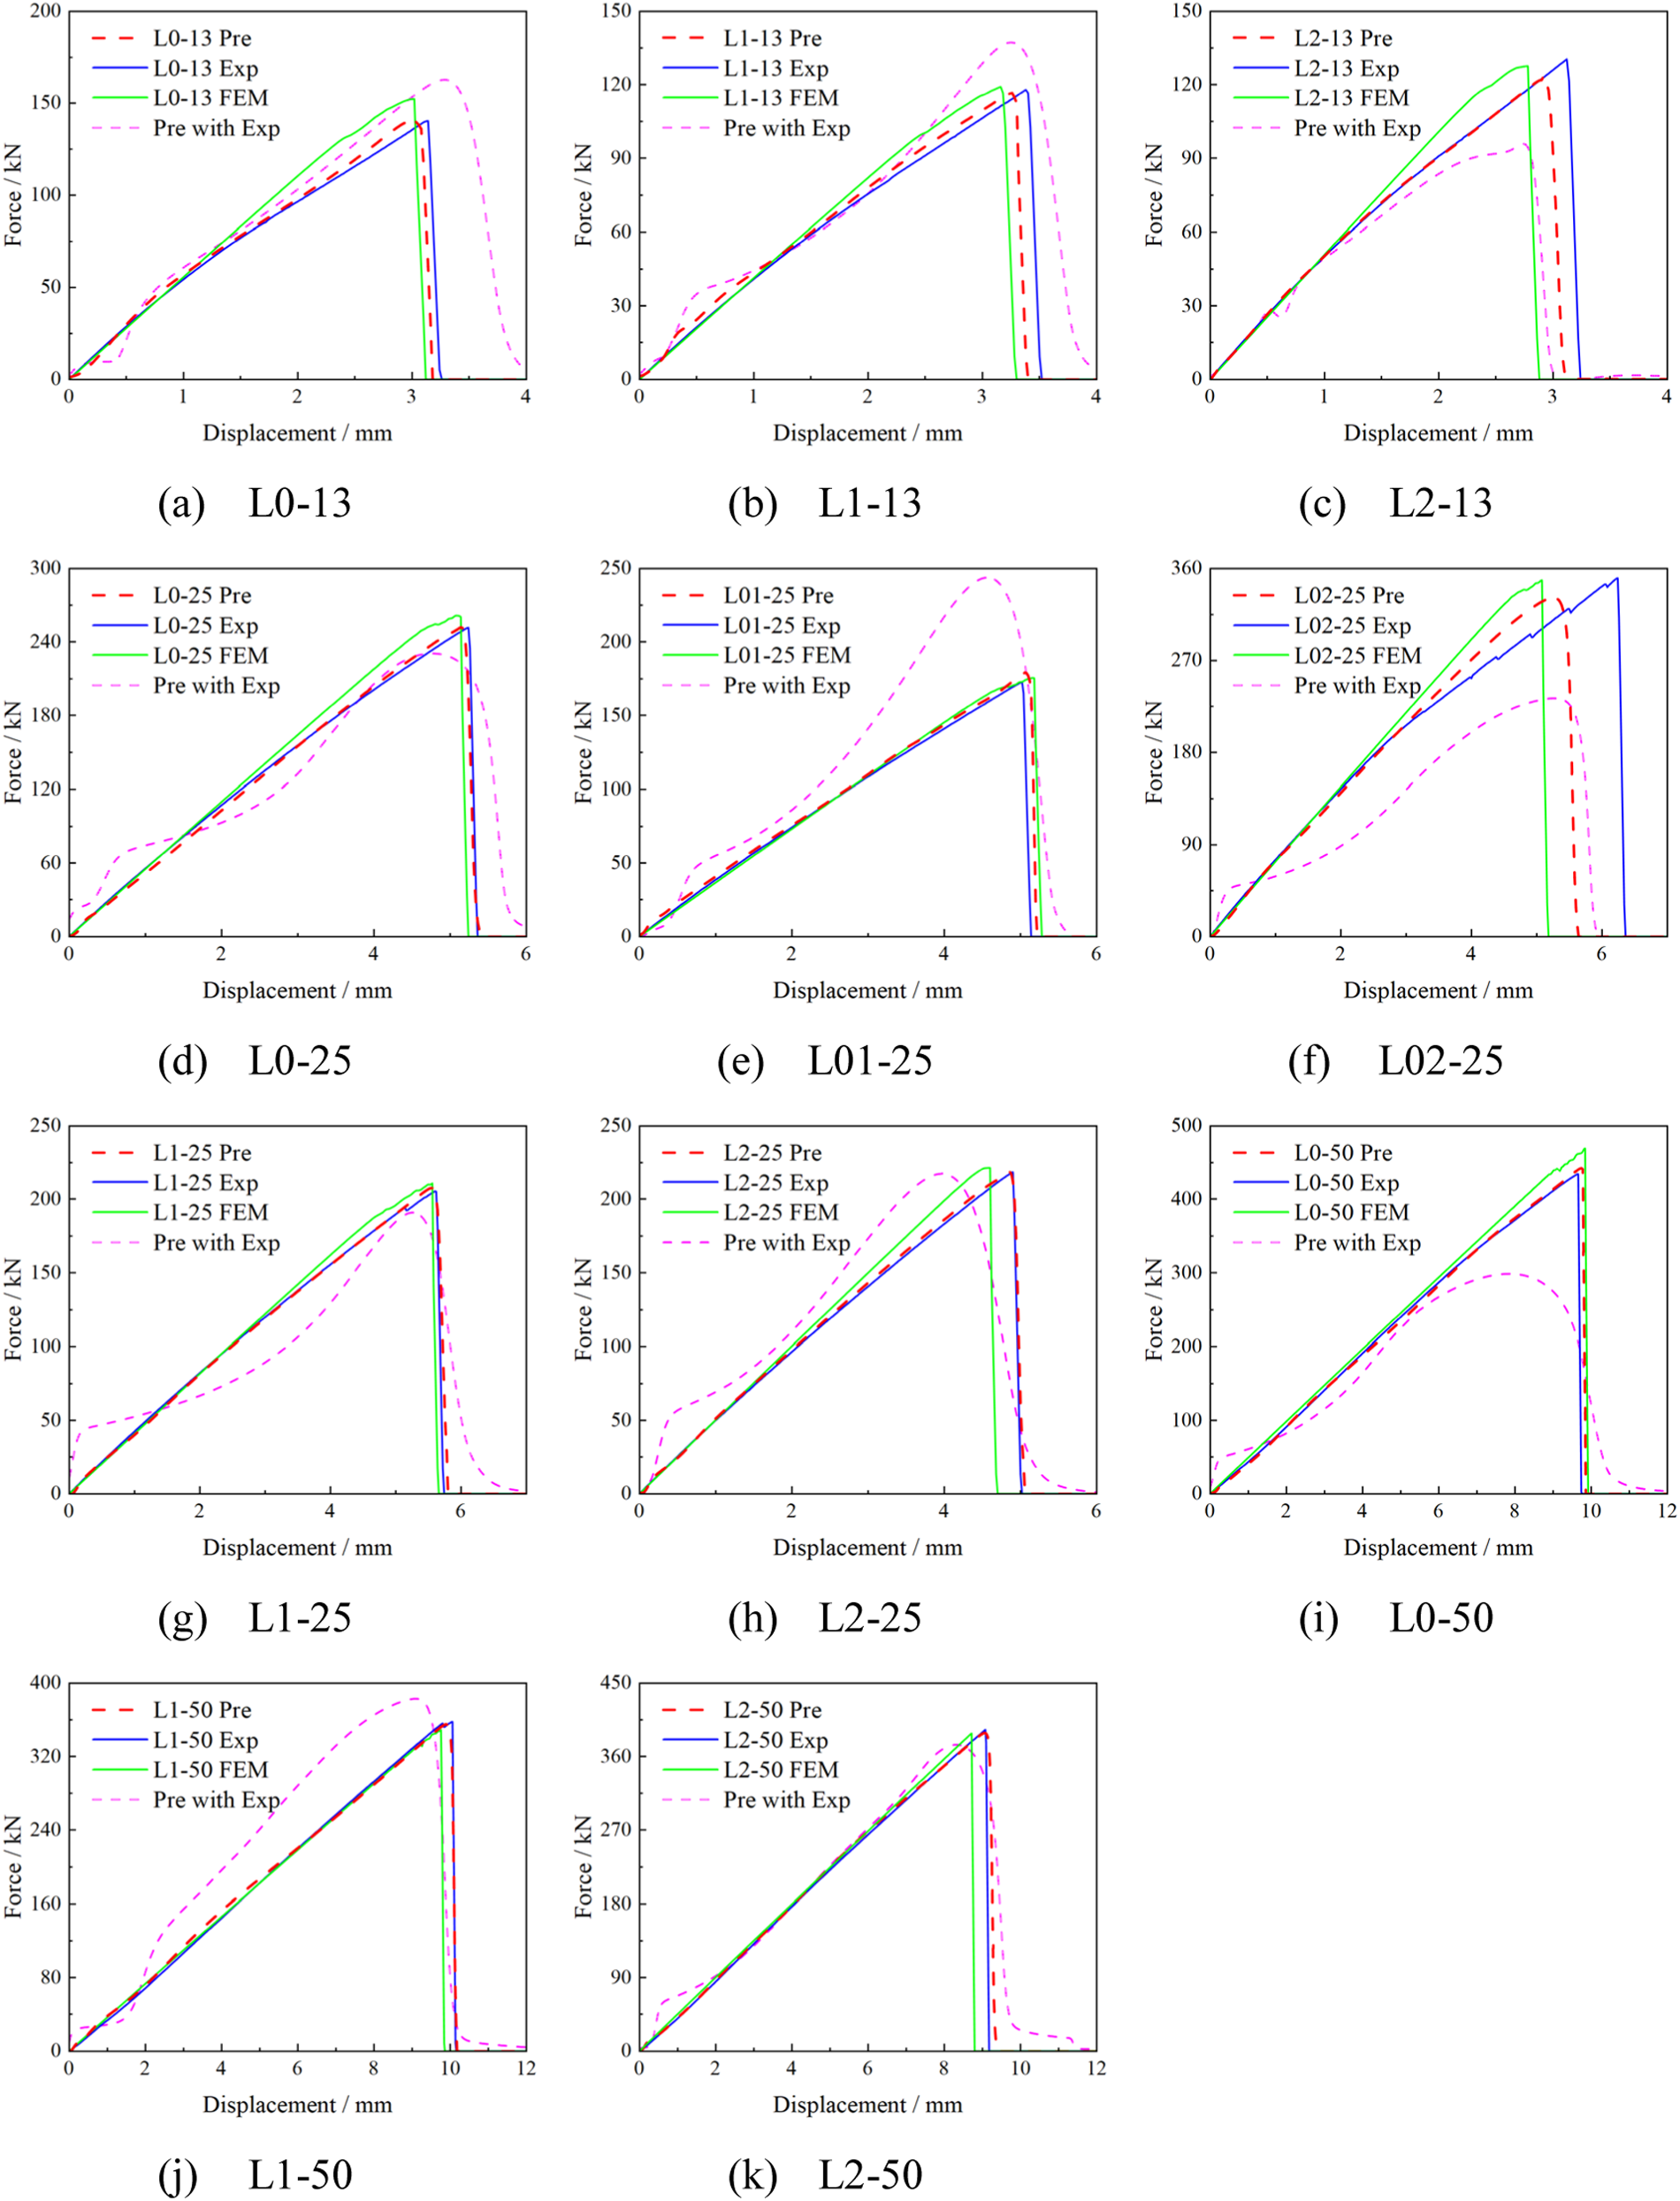 200
150
100
50
0
Force / kN
L0-13 Pre
L0-13 Exp
L0-13 FEM
Pre with Exp
0 1 2 3 4
Displacement / mm
(a) L0-13
150
120
90
60
30
0
Force / kN
L1-13 Pre
L1-13 Exp
L1-13 FEM
Pre with Exp
0 1 2 3 4
Displacement / mm
(b) L1-13
150
120
90
60
30
0
Force / kN
L2-13 Pre
L2-13 Exp
L2-13 FEM
Pre with Exp
0 1 2 3 4
Displacement / mm
(c) L2-13
300
240
180
120
60
0
Force / kN
L0-25 Pre
L0-25 Exp
L0-25 FEM
Pre with Exp
0 2 4 6
Displacement / mm
(d) L0-25
250
200
150
100
50
0
Force / kN
L01-25 Pre
L01-25 Exp
L01-25 FEM
Pre with Exp
0 2 4 6
Displacement / mm
(e) L01-25
360
270
180
90
0
Force / kN
L02-25 Pre
L02-25 Exp
L02-25 FEM
Pre with Exp
0 2 4 6
Displacement / mm
(f) L02-25
250
200
150
100
50
0
Force / kN
L1-25 Pre
L1-25 Exp
L1-25 FEM
Pre with Exp
0 2 4 6
Displacement / mm
(g) L1-25
250
200
150
100
50
0
Force / kN
L2-25 Pre
L2-25 Exp
L2-25 FEM
Pre with Exp
0 2 4 6
Displacement / mm
(h) L2-25
500
400
300
200
100
0
Force / kN
L0-50 Pre
L0-50 Exp
L0-50 FEM
Pre with Exp
0 2 4 6 8 10 12
Displacement / mm
(i) L0-50
400
320
240
160
80
0
Force / kN
L1-50 Pre
L1-50 Exp
L1-50 FEM
Pre with Exp
0 2 4 6 8 10 12
Displacement / mm
(j) L1-50
450
360
270
180
90
0
Force / kN
L2-50 Pre
L2-50 Exp
L2-50 FEM
Pre with Exp
0 2 4 6 8 10 12
Displacement / mm
(k) L2-50